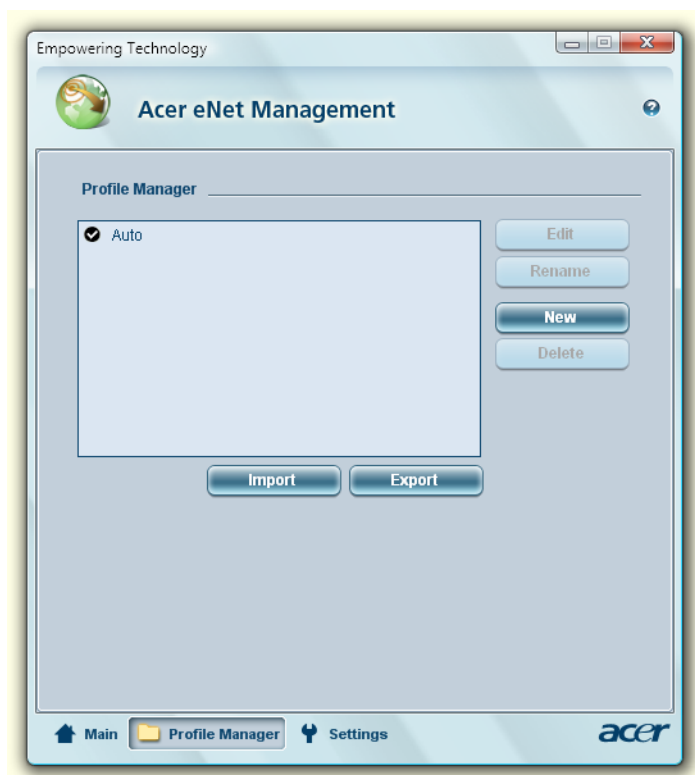 Empowering Technology
Acer eNet Management
Profile Manager
Auto
Edit
Rename
New
Delete
Import
Export
Main
Profile Manager
Settings
acer